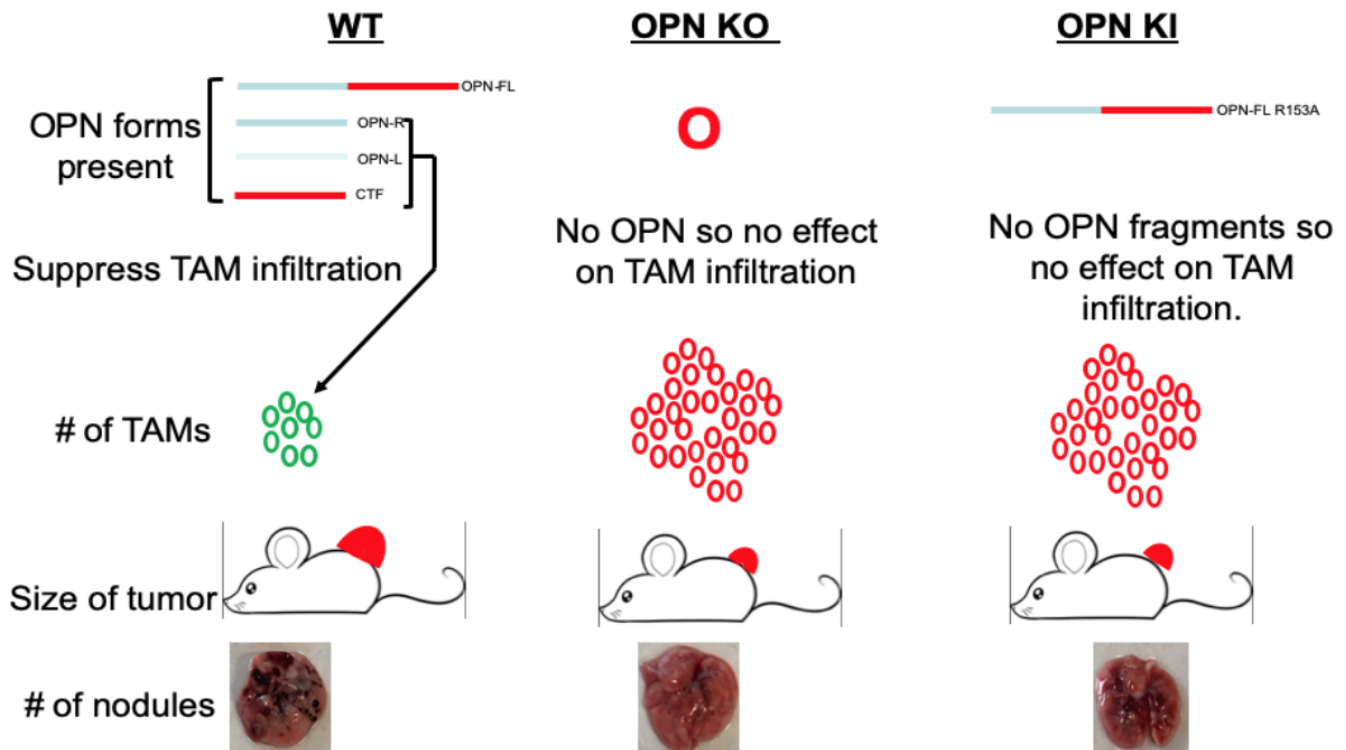 WT
OPN KO
OPN KI
OPN forms
present
OPN-FL
OPN-R
OPN-L
CTF
O
OPN-FL R153A
Suppress TAM infiltration
No OPN so no effect
on TAM infiltration
No OPN fragments so
no effect on TAM
infiltration.
# of TAMs
Size of tumor
# of nodules